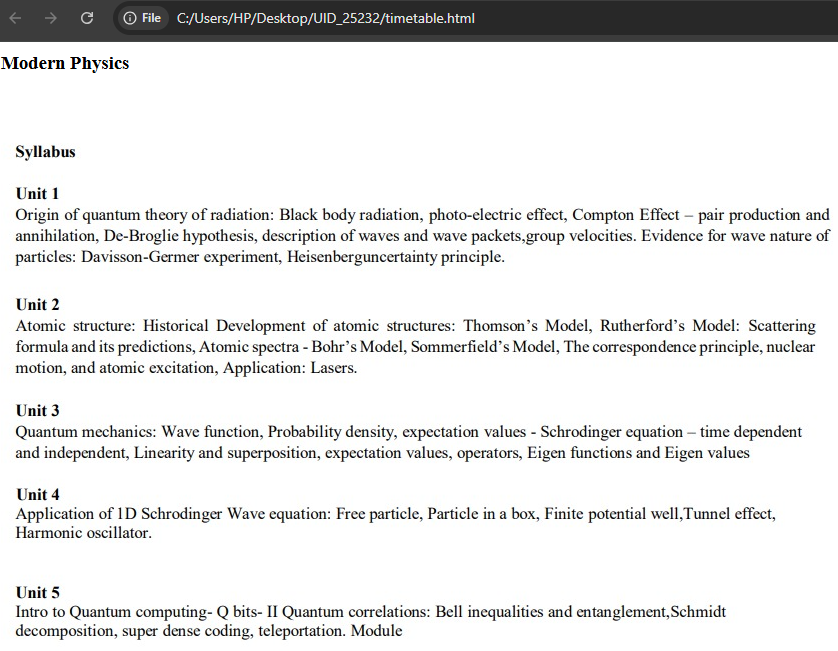 File C:/Users/HP/Desktop/UID_25232/timetable.html
Modern Physics
Syllabus
Unit 1
Origin of quantum theory of radiation: Black body radiation, photo-electric effect, Compton Effect – pair production and
annihilation, De-Broglie hypothesis, description of waves and wave packets,group velocities. Evidence for wave nature of
particles: Davisson-Germer experiment, Heisenberguncertainty principle.
Unit 2
Atomic structure: Historical Development of atomic structures: Thomson’s Model, Rutherford’s Model: Scattering
formula and its predictions, Atomic spectra - Bohr’s Model, Sommerfield’s Model, The correspondence principle, nuclear
motion, and atomic excitation, Application: Lasers.
Unit 3
Quantum mechanics: Wave function, Probability density, expectation values - Schrodinger equation – time dependent
and independent, Linearity and superposition, expectation values, operators, Eigen functions and Eigen values
Unit 4
Application of 1D Schrodinger Wave equation: Free particle, Particle in a box, Finite potential well,Tunnel effect,
Harmonic oscillator.
Unit 5
Intro to Quantum computing- Q bits- II Quantum correlations: Bell inequalities and entanglement,Schmidt
decomposition, super dense coding, teleportation. Module